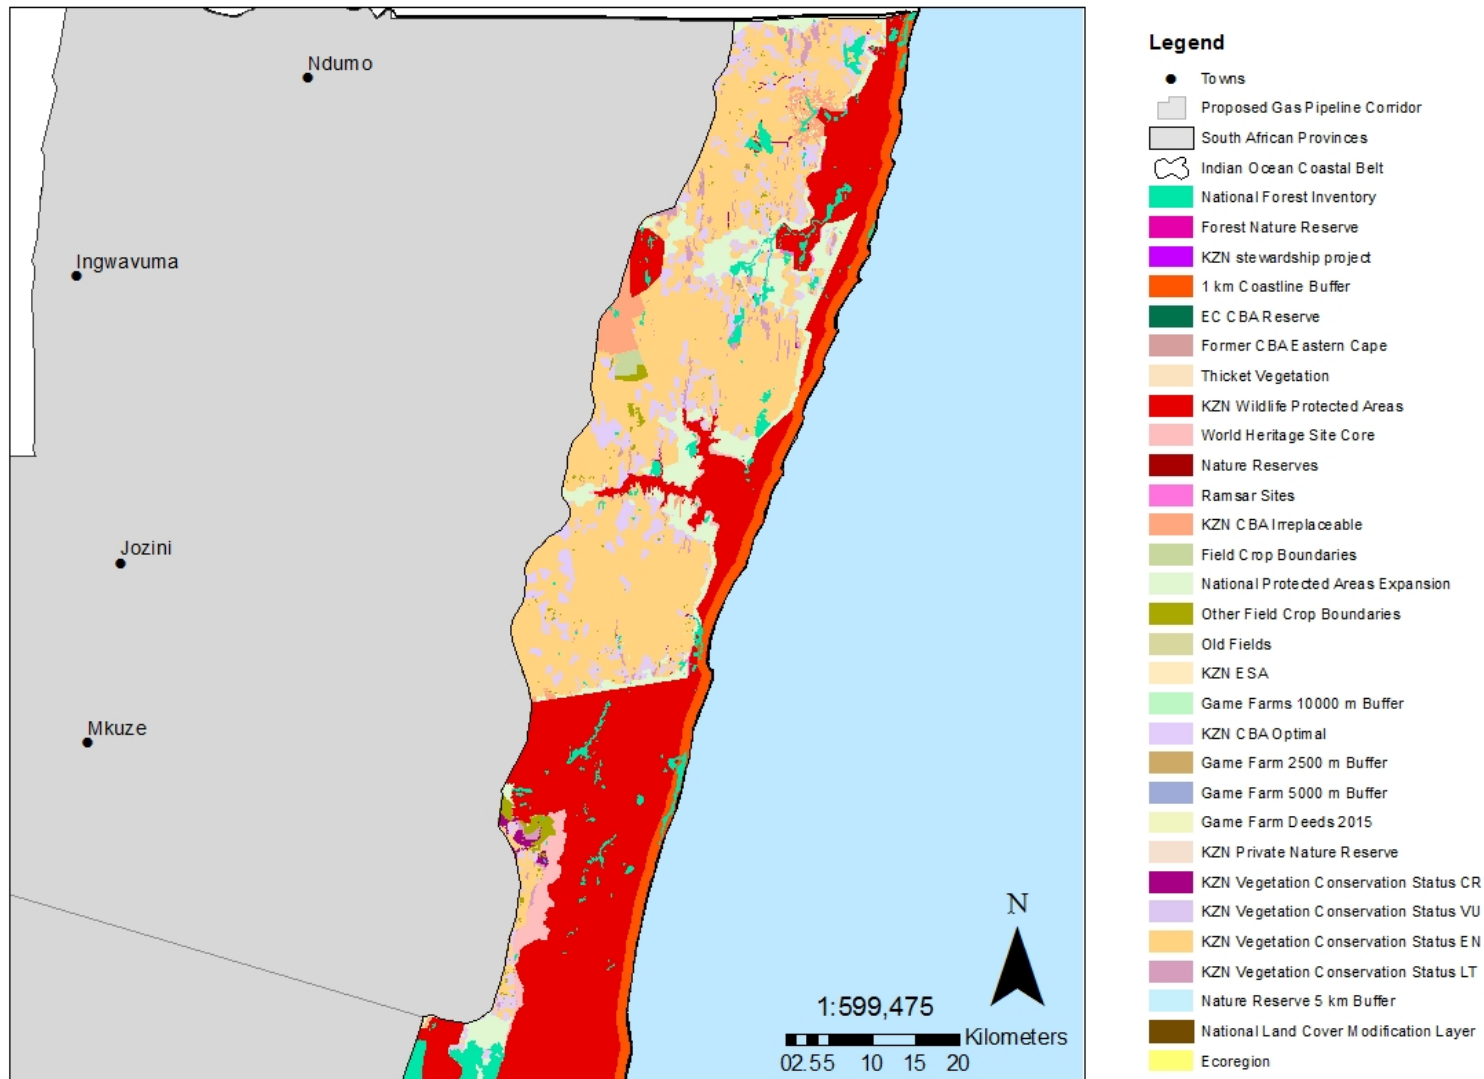 Ndumo
Ingwavuma
Jozini
Mkuze
N
1:599,475
Kilometers
02.55 10 15 20
Legend
Towns
Proposed Gas Pipeline Corridor
South African Provinces
Indian Ocean Coastal Belt
National Forest Inventory
Forest Nature Reserve
KZN stewardship project
1 km Coastline Buffer
EC CBA Reserve
Former CBA Eastern Cape
Thicket Vegetation
KZN Wildlife Protected Areas
World Heritage Site Core
Nature Reserves
Ramsar Sites
KZN CBA Irreplaceable
Field Crop Boundaries
National Protected Areas Expansion
Other Field Crop Boundaries
Old Fields
KZN ESA
Game Farms 10000 m Buffer
KZN CBA Optimal
Game Farm 2500 m Buffer
Game Farm 5000 m Buffer
Game Farm Deeds 2015
KZN Private Nature Reserve
KZN Vegetation Conservation Status CR
KZN Vegetation Conservation Status VU
KZN Vegetation Conservation Status EN
KZN Vegetation Conservation Status LT
Nature Reserve 5 km Buffer
National Land Cover Modification Layer
Ecoregion